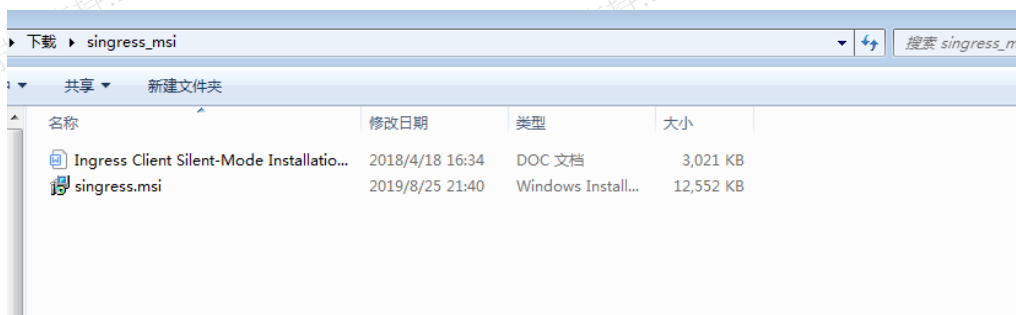 下载 singress_msi 搜索 singress_m
共享 新建文件夹
名称 修改日期 类型 大小
Ingress Client Silent-Mode Installatio... 2018/4/18 16:34 DOC 文档 3,021 KB
singress.msi 2019/8/25 21:40 Windows Install... 12,552 KB